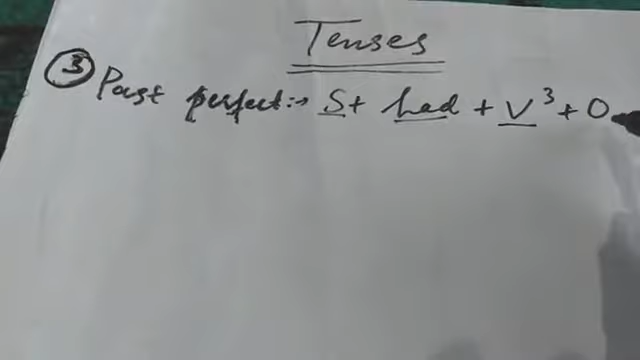 Tenses
③ Past perfect:→ S + had + V³ + O